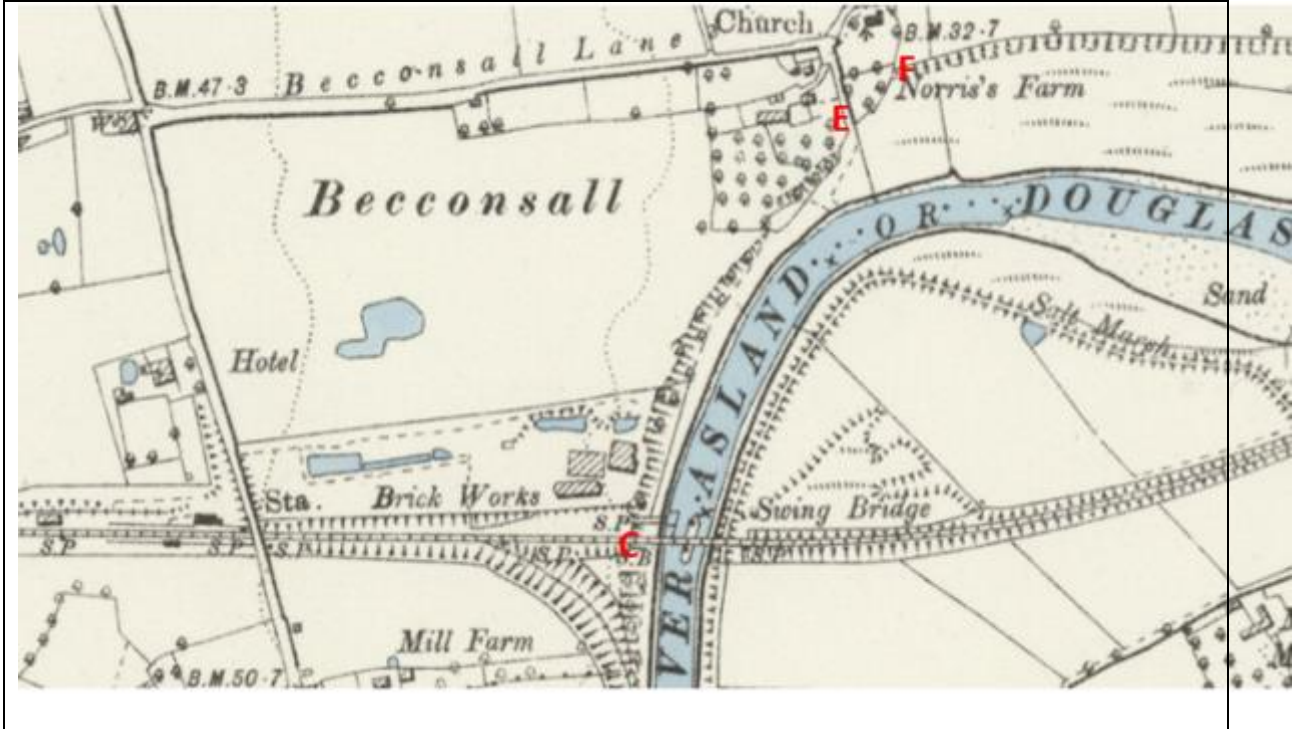 Church
B.M.32·7
Becconsall Lane
F
B.M.47·3
Norris's Farm
E
Becconsall
RIVER ASLAND OR DOUGLAS
Sand
Salt Marsh
Hotel
Sta.
Brick Works
Swing Bridge
S.P.
C
S.P.
S.P.
S.P.
S.P.
S.B.
S.P.
Mill Farm
B.M.50·7